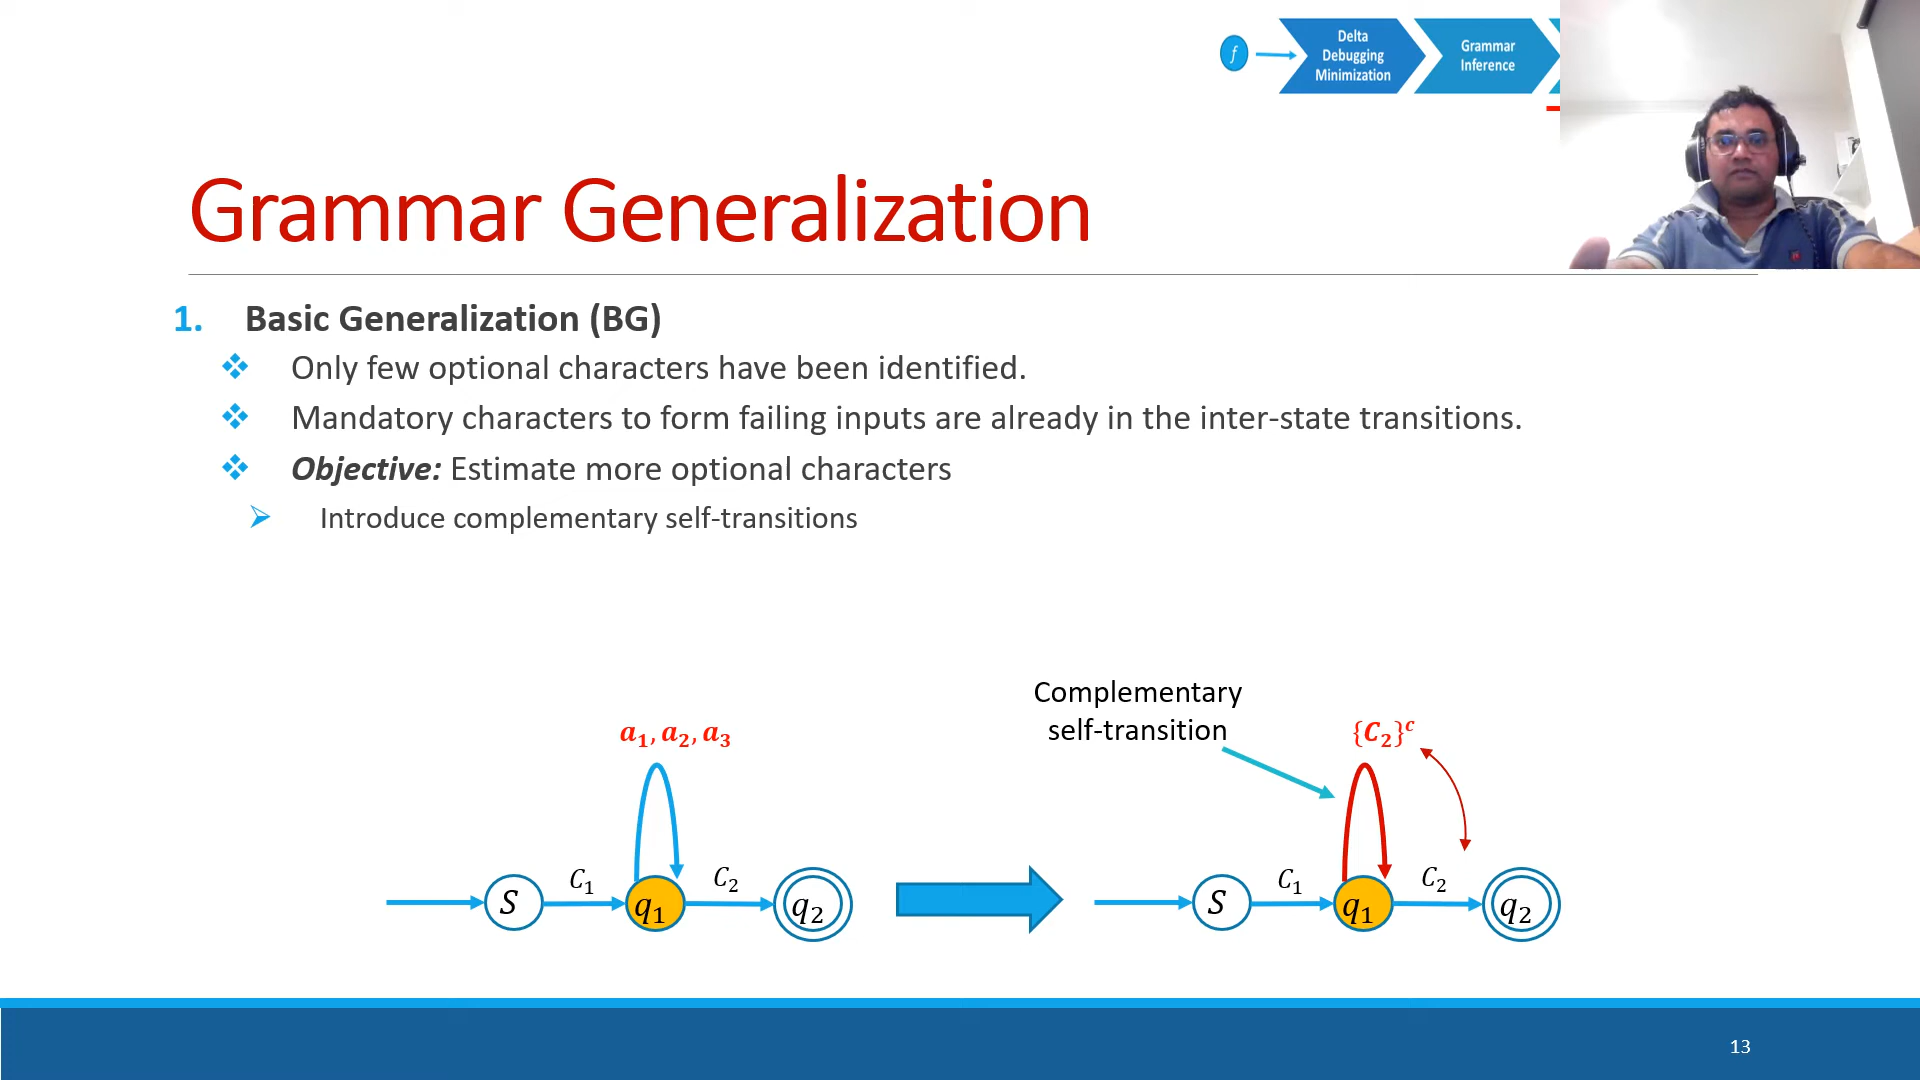 f
Delta
Debugging
Minimization
Grammar
Inference
Grammar Generalization
1. Basic Generalization (BG)
❖ Only few optional characters have been identified.
❖ Mandatory characters to form failing inputs are already in the inter-state transitions.
❖ Objective: Estimate more optional characters
➢ Introduce complementary self-transitions
a₁, a₂, a₃
S
C₁
q₁
C₂
q₂
Complementary
self-transition
{C₂}ᶜ
S
C₁
q₁
C₂
q₂
13